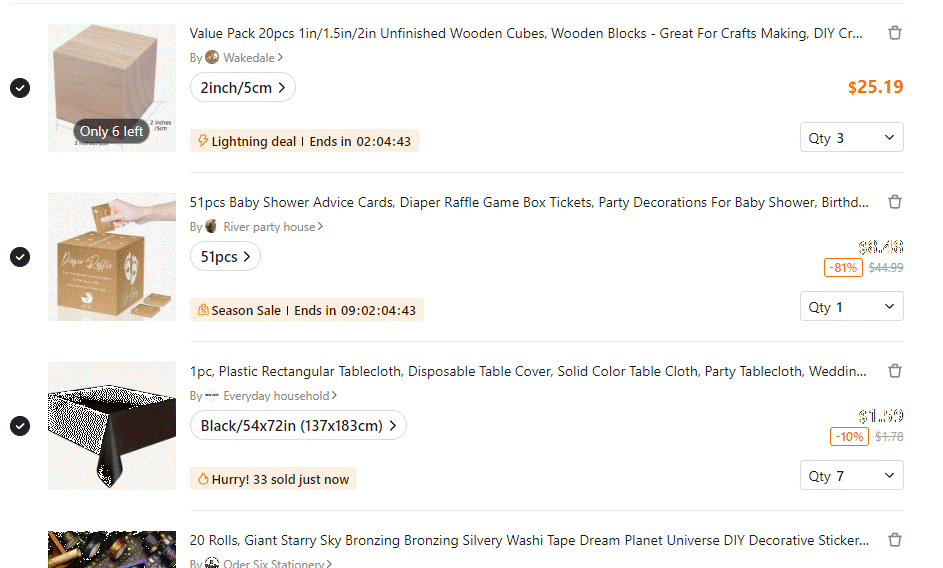 Value Pack 20pcs 1in/1.5in/2in Unfinished Wooden Cubes, Wooden Blocks - Great For Crafts Making, DIY Cr...
By Wakedale
2inch/5cm
$25.19
2 inches
/5cm
Only 6 left
Lightning deal | Ends in 02:04:43
Qty 3
51pcs Baby Shower Advice Cards, Diaper Raffle Game Box Tickets, Party Decorations For Baby Shower, Birthd...
By River party house
$8.48
51pcs
-81% $44.99
Diaper Raffle
Season Sale | Ends in 09:02:04:43
Qty 1
1pc, Plastic Rectangular Tablecloth, Disposable Table Cover, Solid Color Table Cloth, Party Tablecloth, Weddin...
By Everyday household
$1.59
Black/54x72in (137x183cm)
-10% $1.78
Hurry! 33 sold just now
Qty 7
20 Rolls, Giant Starry Sky Bronzing Bronzing Silvery Washi Tape Dream Planet Universe DIY Decorative Sticker...
By Oder Six Stationery